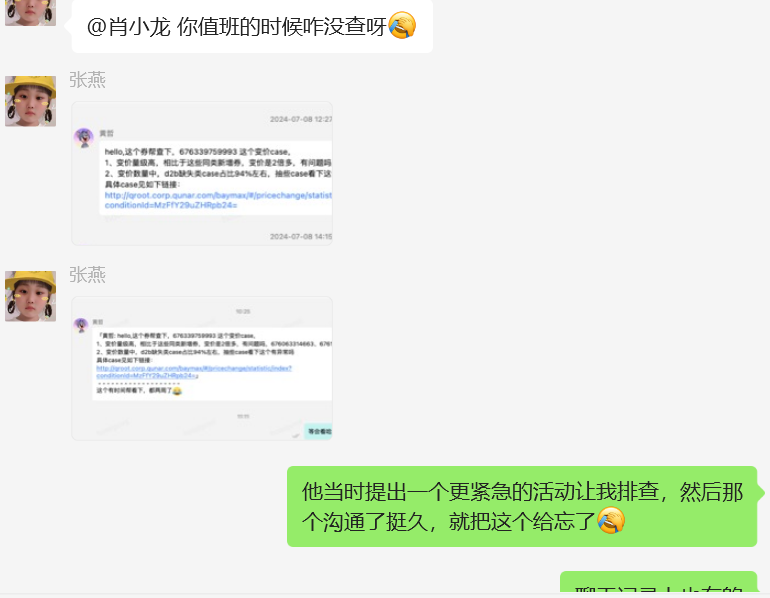 @肖小龙 你值班的时候咋没查呀
张燕
2024-07-08 12:27
黄哲
hello,这个券帮查下，676339759993 这个变价case,
1、变价量级高，相比于这些同类新增券，变价是2倍多，有问题吗
2、变价数量中，d2b缺失类case占比94%左右，抽些case看下这
具体case见如下链接：
http://qroot.corp.qunar.com/baymax/#/pricechange/statist
conditionId=MzFfY29uZHRpb24=
2024-07-08 14:15
张燕
10:25
黄哲
「黄哲: hello,这个券帮查下，676339759993 这个变价case,
1、变价量级高，相比于这些同类新增券，变价是2倍多，有问题吗，676063314663，6761
2、变价数量中，d2b缺失类case占比94%左右，抽些case看下这个有异常吗
具体case见如下链接：
http://qroot.corp.qunar.com/baymax/#/pricechange/statistic/index?
conditionId=MzFfY29uZHRpb24=」
- - - - - - - - - - - - - - - - - -
这个有时间帮看下，都两周了
等会看哈
他当时提出一个更紧急的活动让我排查，然后那
个沟通了挺久，就把这个给忘了